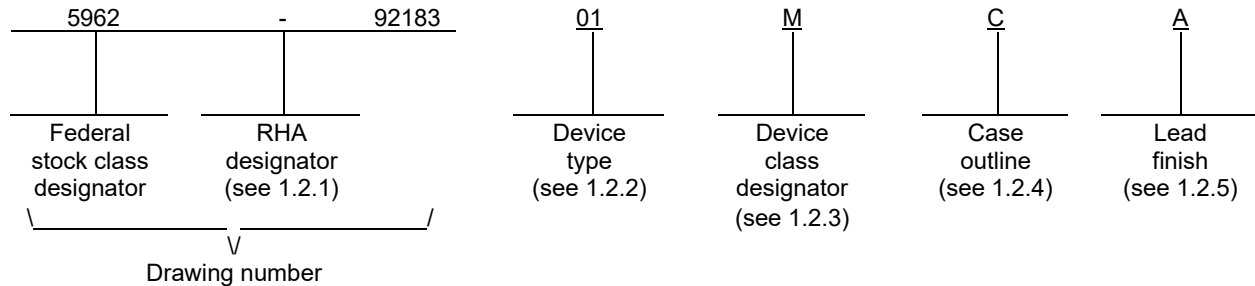 5962 - 92183 01 M C A
Federal stock class designator
RHA designator (see 1.2.1)
Device type (see 1.2.2)
Device class designator (see 1.2.3)
Case outline (see 1.2.4)
Lead finish (see 1.2.5)
\ /
\/
Drawing number